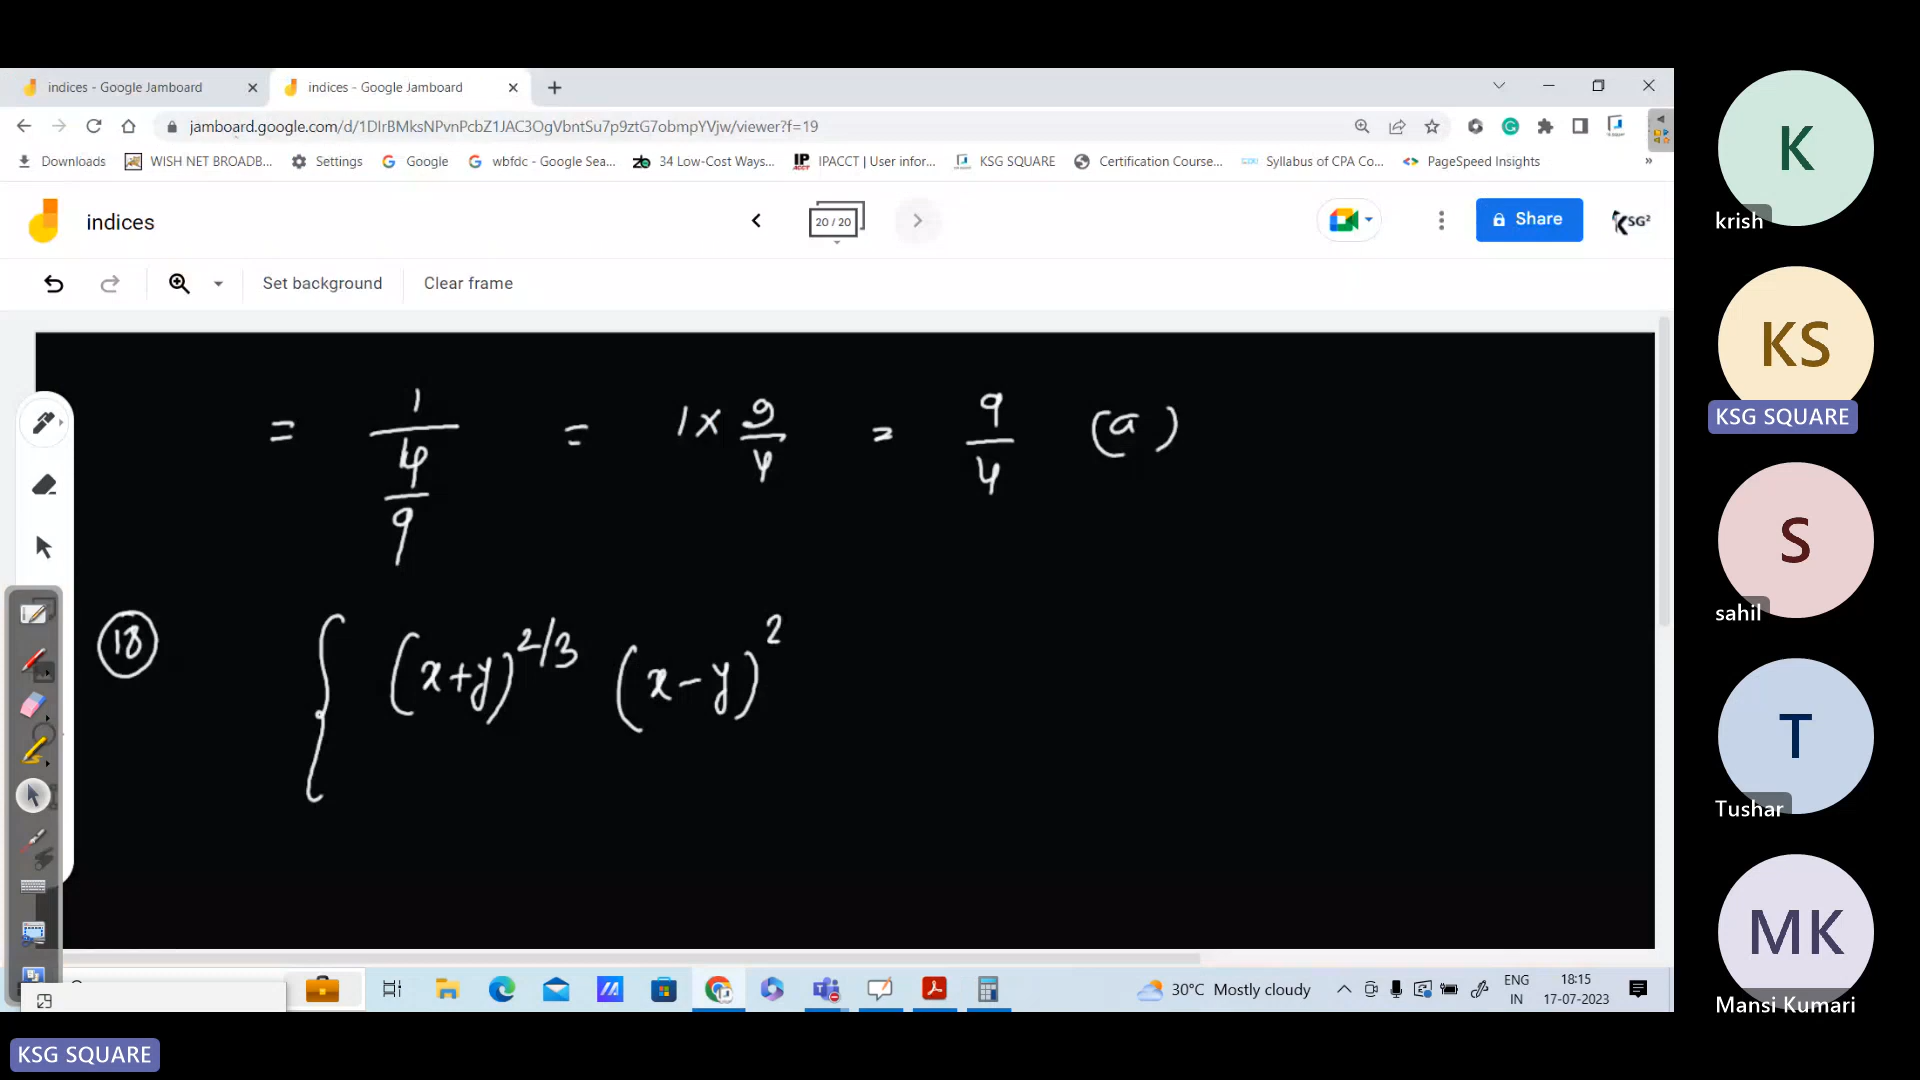 indices - Google Jamboard
indices - Google Jamboard
jamboard.google.com/d/1DIrBMksNPvnPcbZ1JAC3OgVbntSu7p9ztG7obmpYVjw/viewer?f=19
Downloads WISH NET BROADB... Settings Google wbfdc - Google Sea... 34 Low-Cost Ways... IPACCT | User infor... KSG SQUARE Certification Course... Syllabus of CPA Co... PageSpeed Insights »
indices
20 / 20
Share
KSG²
Set background Clear frame
= 1/(4/9) = 1 × 9/4 = 9/4 (a)
(18) { (x+y)^2/3 (x-y)^2
30°C Mostly cloudy
ENG IN
18:15
17-07-2023
K
krish
KS
KSG SQUARE
S
sahil
T
Tushar
MK
Mansi Kumari
KSG SQUARE